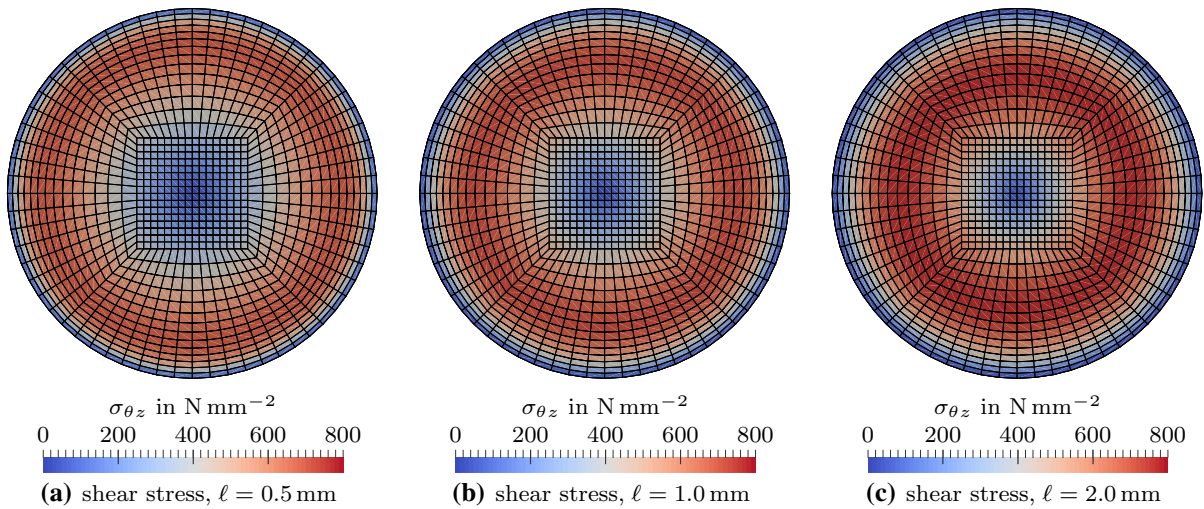 σθz in N mm−2
0 200 400 600 800
(a) shear stress, ℓ = 0.5 mm
σθz in N mm−2
0 200 400 600 800
(b) shear stress, ℓ = 1.0 mm
σθz in N mm−2
0 200 400 600 800
(c) shear stress, ℓ = 2.0 mm